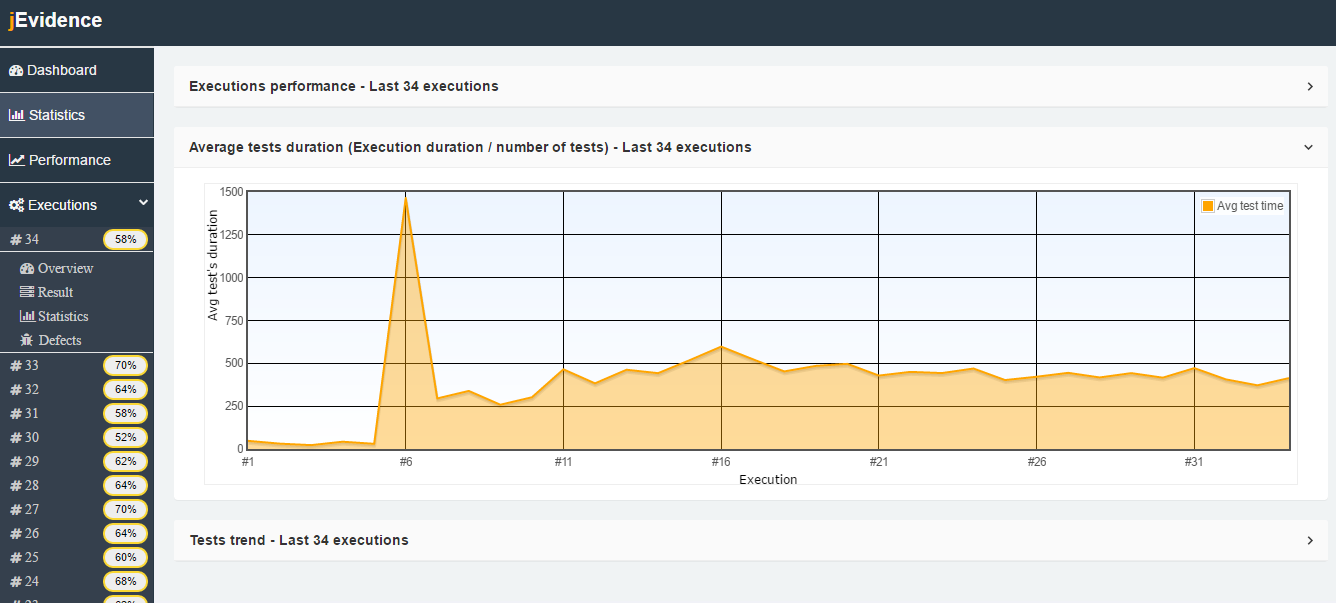 jEvidence
Dashboard
Statistics
Performance
Executions
# 34 58%
Overview
Result
Statistics
Defects
# 33 70%
# 32 64%
# 31 58%
# 30 52%
# 29 62%
# 28 64%
# 27 70%
# 26 64%
# 25 60%
# 24 68%
Executions performance - Last 34 executions
Average tests duration (Execution duration / number of tests) - Last 34 executions
Avg test's duration
1500
1250
1000
750
500
250
0
Avg test time
#1 #6 #11 #16 #21 #26 #31
Execution
Tests trend - Last 34 executions